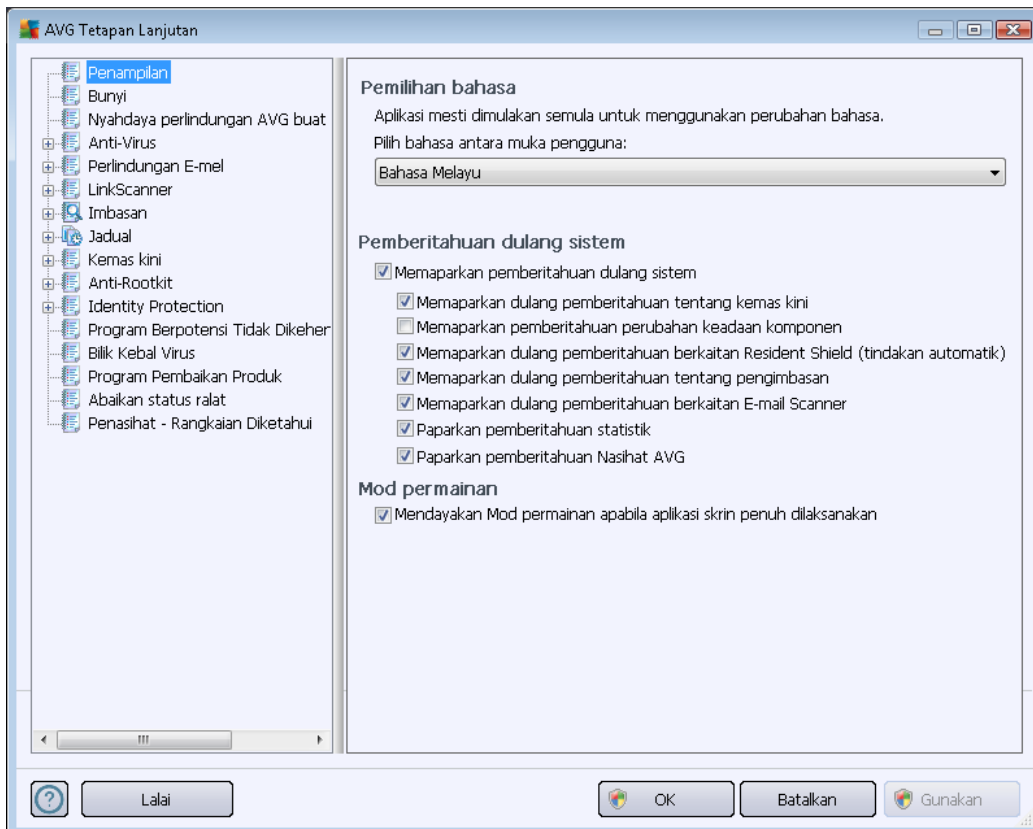 AVG Tetapan Lanjutan
Penampilan
Bunyi
Nyahdaya perlindungan AVG buat
Anti-Virus
Perlindungan E-mel
LinkScanner
Imbasan
Jadual
Kemas kini
Anti-Rootkit
Identity Protection
Program Berpotensi Tidak Dikeher
Bilik Kebal Virus
Program Pembaikan Produk
Abaikan status ralat
Penasihat - Rangkaian Diketahui
Pemilihan bahasa
Aplikasi mesti dimulakan semula untuk menggunakan perubahan bahasa.
Pilih bahasa antara muka pengguna:
Bahasa Melayu
Pemberitahuan dulang sistem
Memaparkan pemberitahuan dulang sistem
Memaparkan dulang pemberitahuan tentang kemas kini
Memaparkan pemberitahuan perubahan keadaan komponen
Memaparkan dulang pemberitahuan berkaitan Resident Shield (tindakan automatik)
Memaparkan dulang pemberitahuan tentang pengimbasan
Memaparkan dulang pemberitahuan berkaitan E-mail Scanner
Paparkan pemberitahuan statistik
Paparkan pemberitahuan Nasihat AVG
Mod permainan
Mendayakan Mod permainan apabila aplikasi skrin penuh dilaksanakan
Lalai
OK
Batalkan
Gunakan